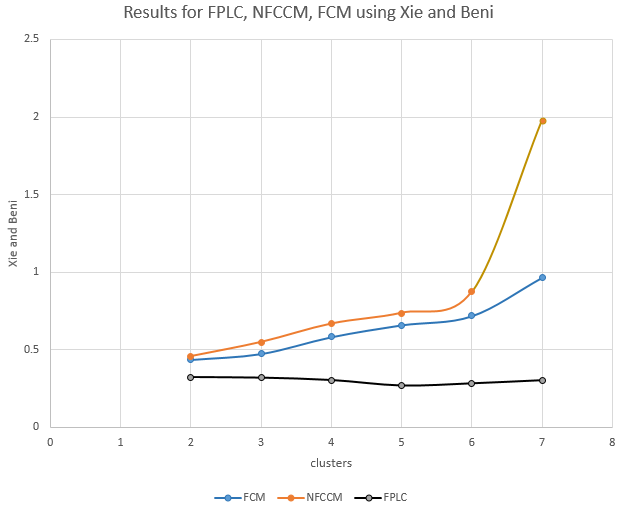 Results for FPLC, NFCCM, FCM using Xie and Beni
2.5
2
1.5
1
0.5
0
Xie and Beni
0 1 2 3 4 5 6 7 8
clusters
FCM NFCCM FPLC